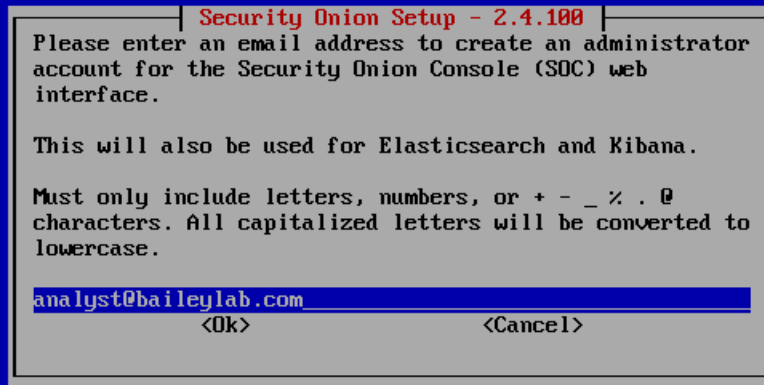 Security Onion Setup - 2.4.100
Please enter an email address to create an administrator
account for the Security Onion Console (SOC) web
interface.
This will also be used for Elasticsearch and Kibana.
Must only include letters, numbers, or + - _ % . @
characters. All capitalized letters will be converted to
lowercase.
analyst@baileylab.com
<Ok> <Cancel>